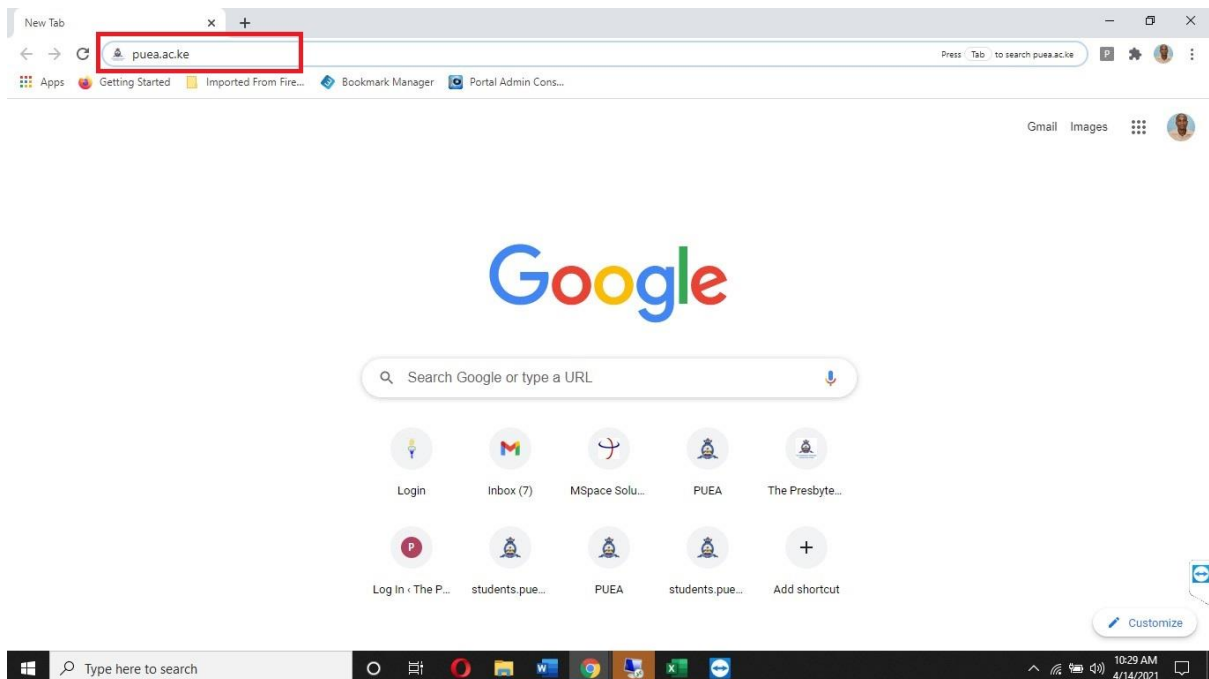 New Tab
puea.ac.ke
Press Tab to search puea.ac.ke
P
Apps Getting Started Imported From Fire... Bookmark Manager Portal Admin Cons...
Gmail Images
Google
Search Google or type a URL
Login Inbox (7) MSpace Solu... PUEA The Presbyte...
P
Log In ‹ The P... students.pue... PUEA students.pue... Add shortcut
Customize
Type here to search
10:29 AM
4/14/2021